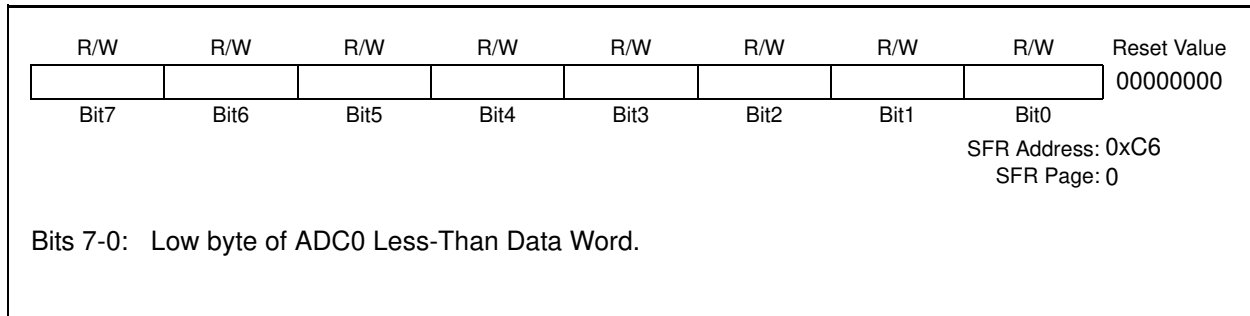 R/W R/W R/W R/W R/W R/W R/W R/W Reset Value
00000000
Bit7 Bit6 Bit5 Bit4 Bit3 Bit2 Bit1 Bit0
SFR Address: 0xC6
SFR Page: 0
Bits 7-0: Low byte of ADC0 Less-Than Data Word.